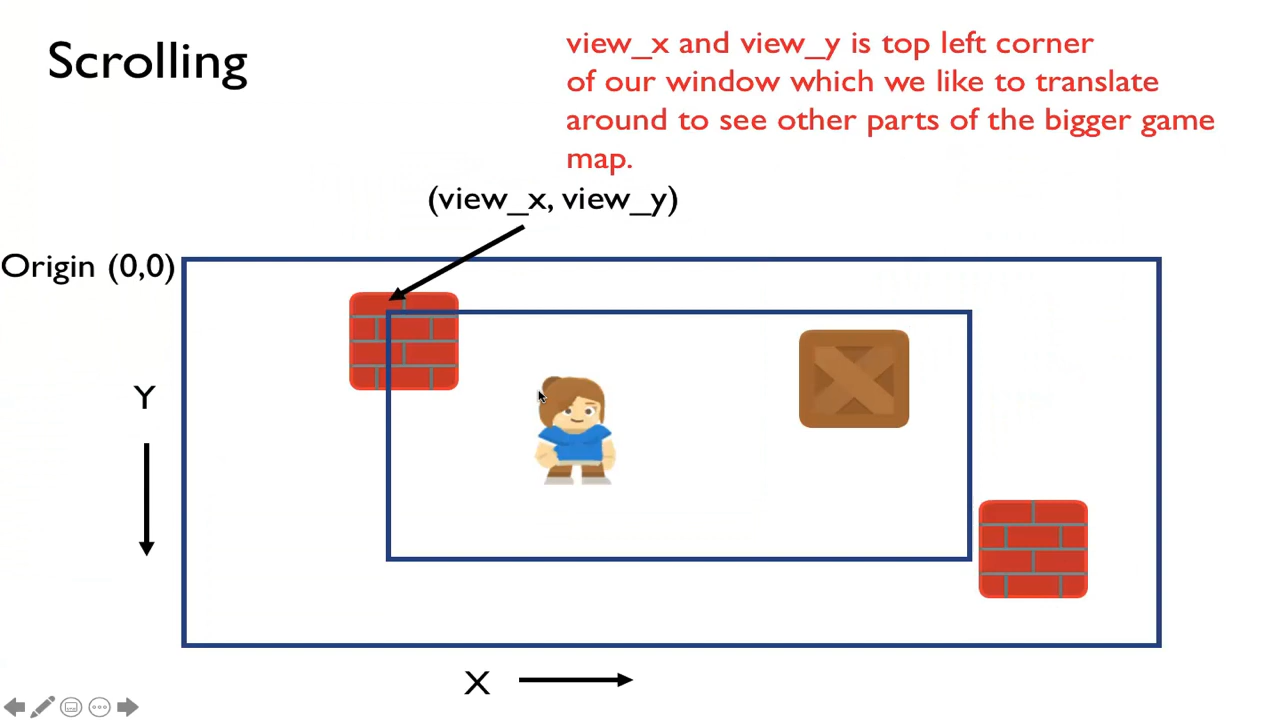 Scrolling
view_x and view_y is top left corner
of our window which we like to translate
around to see other parts of the bigger game
map.
(view_x, view_y)
Origin (0,0)
Y
X